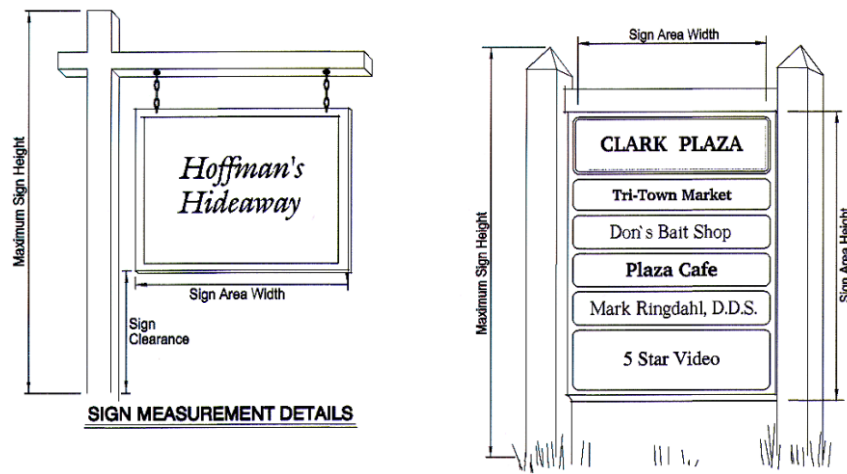 Maximum Sign Height
Hoffman's
Hideaway
Sign Area Width
Sign
Clearance
SIGN MEASUREMENT DETAILS
Sign Area Width
Maximum Sign Height
CLARK PLAZA
Tri-Town Market
Don's Bait Shop
Plaza Cafe
Mark Ringdahl, D.D.S.
5 Star Video
Sign Area Height